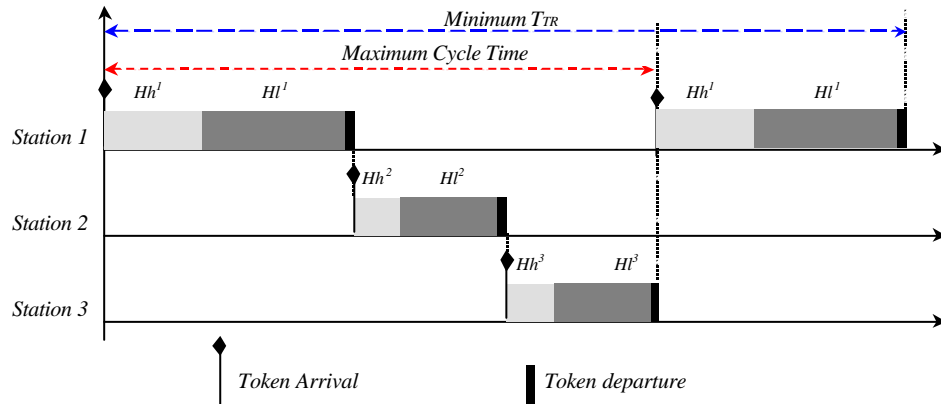 Minimum T_TR
Maximum Cycle Time
Hh¹ Hl¹ Hh¹ Hl¹
Station 1
Hh² Hl²
Station 2
Hh³ Hl³
Station 3
Token Arrival Token departure